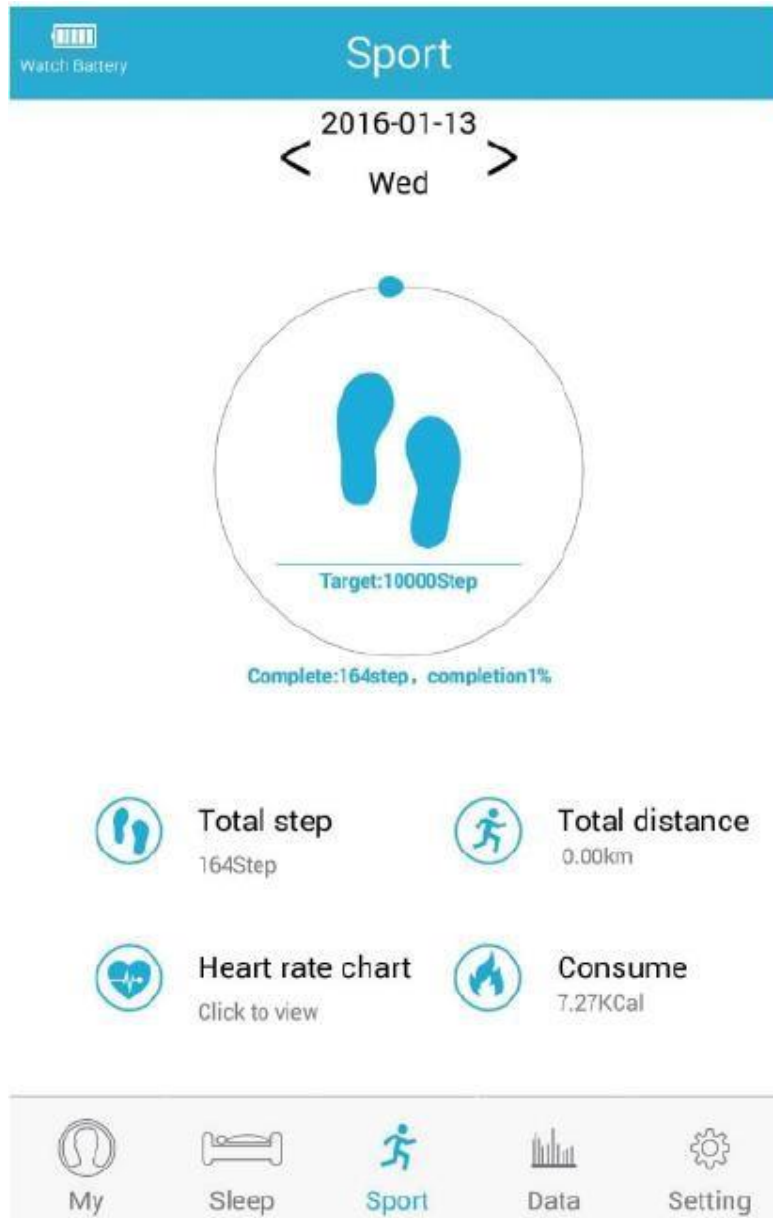 Sport
Watch Battery
2016-01-13
< >
Wed
Target:10000Step
Complete:164step, completion1%
Total step
164Step
Total distance
0.00km
Heart rate chart
Click to view
Consume
7.27KCal
My
Sleep
Sport
Data
Setting